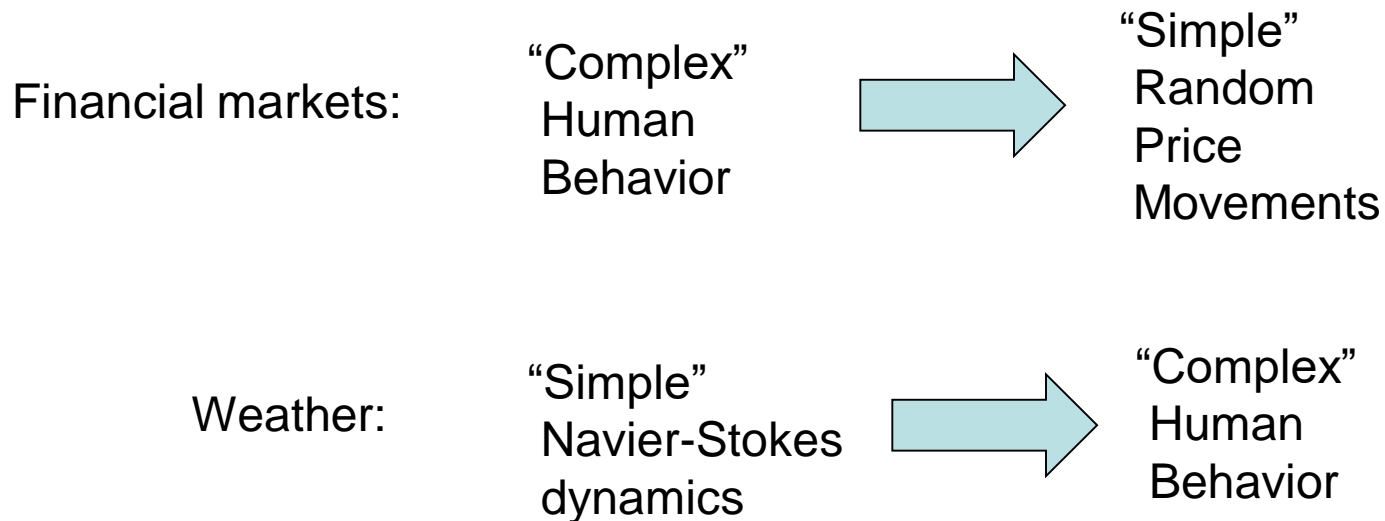 Financial markets:
“Complex”
Human
Behavior
“Simple”
Random
Price
Movements
Weather:
“Simple”
Navier-Stokes
dynamics
“Complex”
Human
Behavior